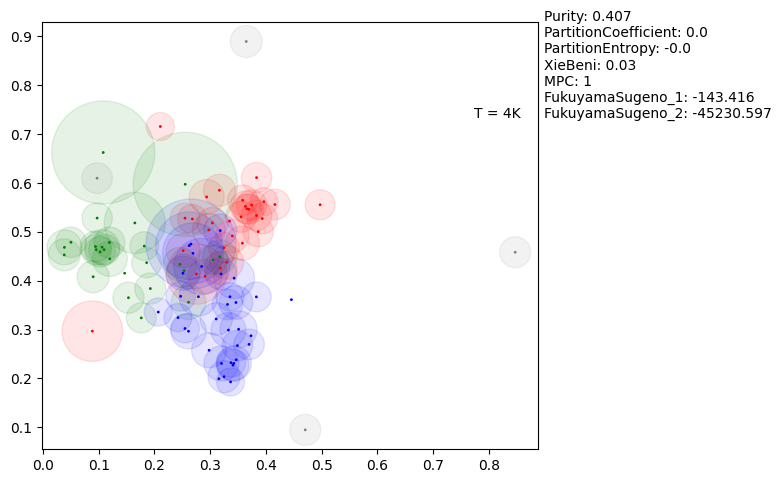 Purity: 0.407
PartitionCoefficient: 0.0
PartitionEntropy: -0.0
XieBeni: 0.03
MPC: 1
FukuyamaSugeno_1: -143.416
FukuyamaSugeno_2: -45230.597
T = 4K
0.9
0.8
0.7
0.6
0.5
0.4
0.3
0.2
0.1
0.0 0.1 0.2 0.3 0.4 0.5 0.6 0.7 0.8